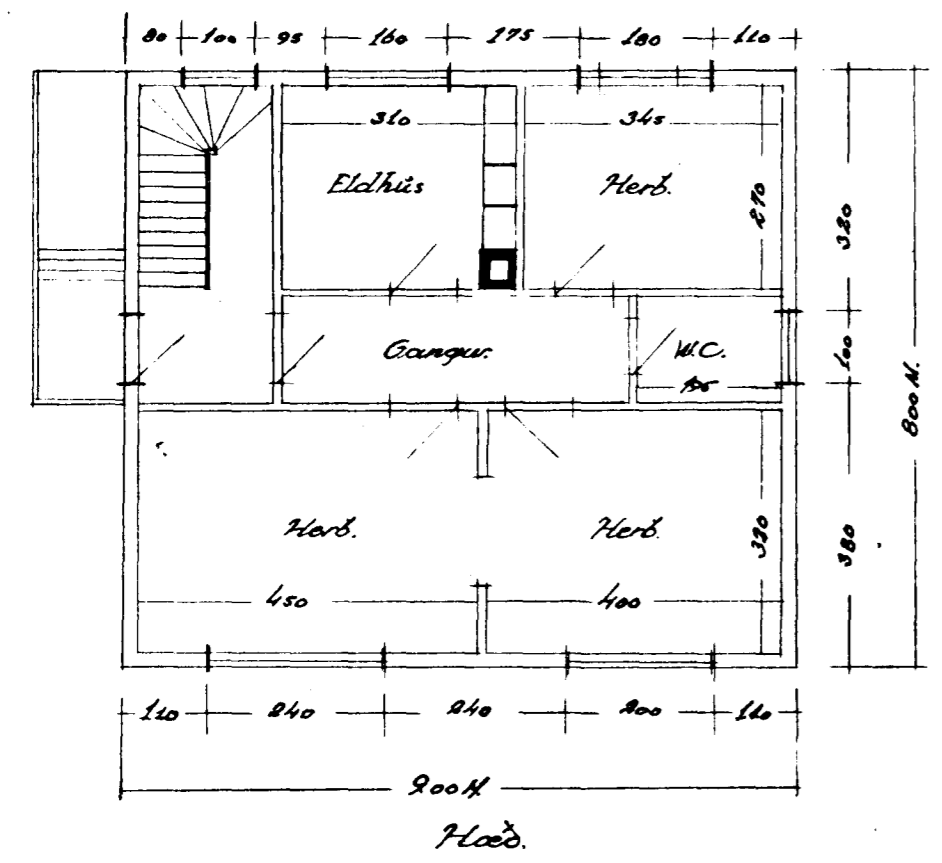 80 100 95 160 175 180 110
310 345
Eldhús Herb.
270
320
Gangur. W.C.
100
800 M.
Herb. Herb.
320
380
450 400
110 240 240 200 110
900 M.
Hæð.